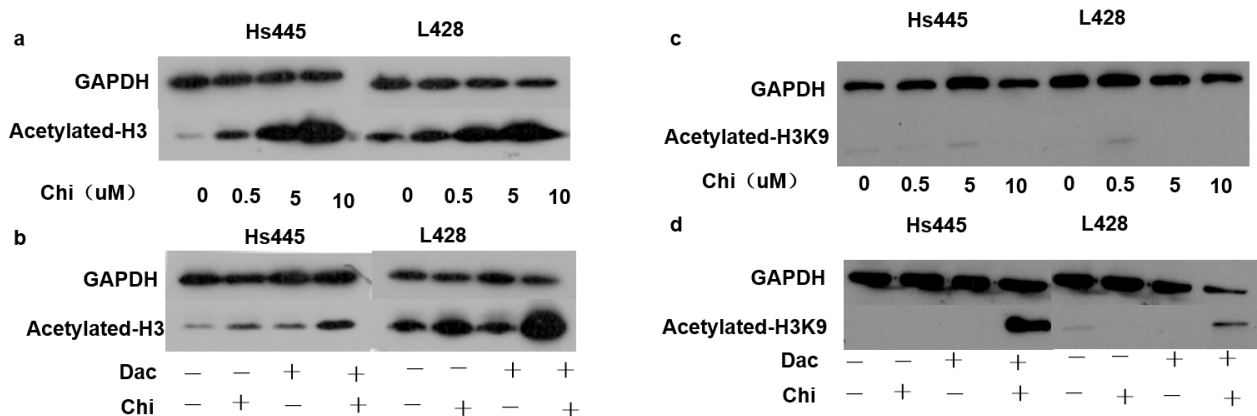 a
Hs445 L428
GAPDH
Acetylated-H3
Chi（uM） 0 0.5 5 10 0 0.5 5 10
b
Hs445 L428
GAPDH
Acetylated-H3
Dac — — + + — — + +
Chi — + — + — + — +
c
Hs445 L428
GAPDH
Acetylated-H3K9
Chi（uM） 0 0.5 5 10 0 0.5 5 10
d
Hs445 L428
GAPDH
Acetylated-H3K9
Dac — — + + — — + +
Chi — + — + — + — +